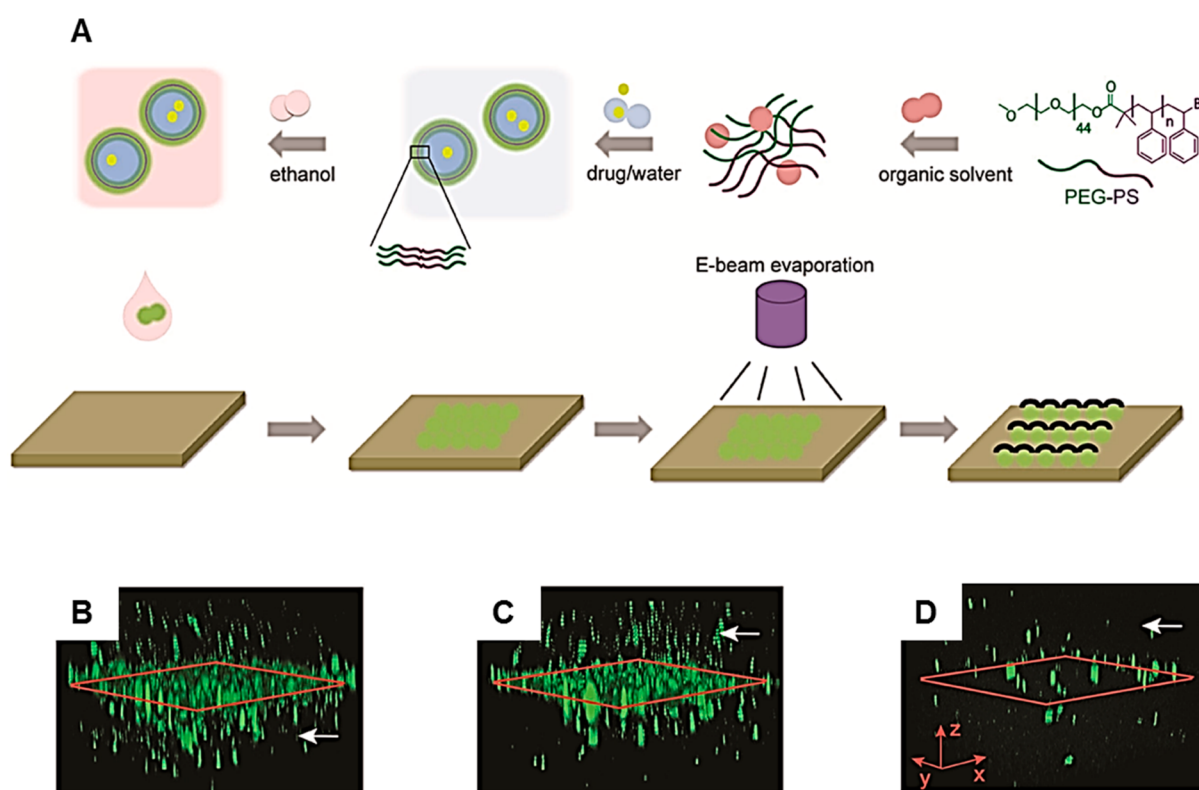 A
ethanol
drug/water
organic solvent
O
O
O
O
O
44
n
B
PEG-PS
E-beam evaporation
B
C
D
z
y
x